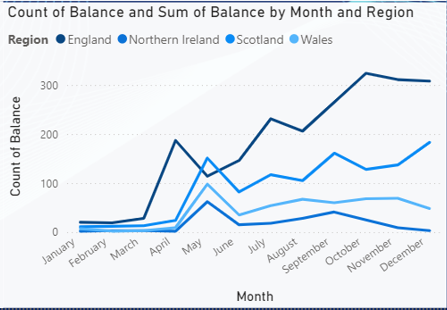 Count of Balance and Sum of Balance by Month and Region
Region England Northern Ireland Scotland Wales
Count of Balance
300
200
100
0
January
February
March
April
May
June
July
August
September
October
November
December
Month